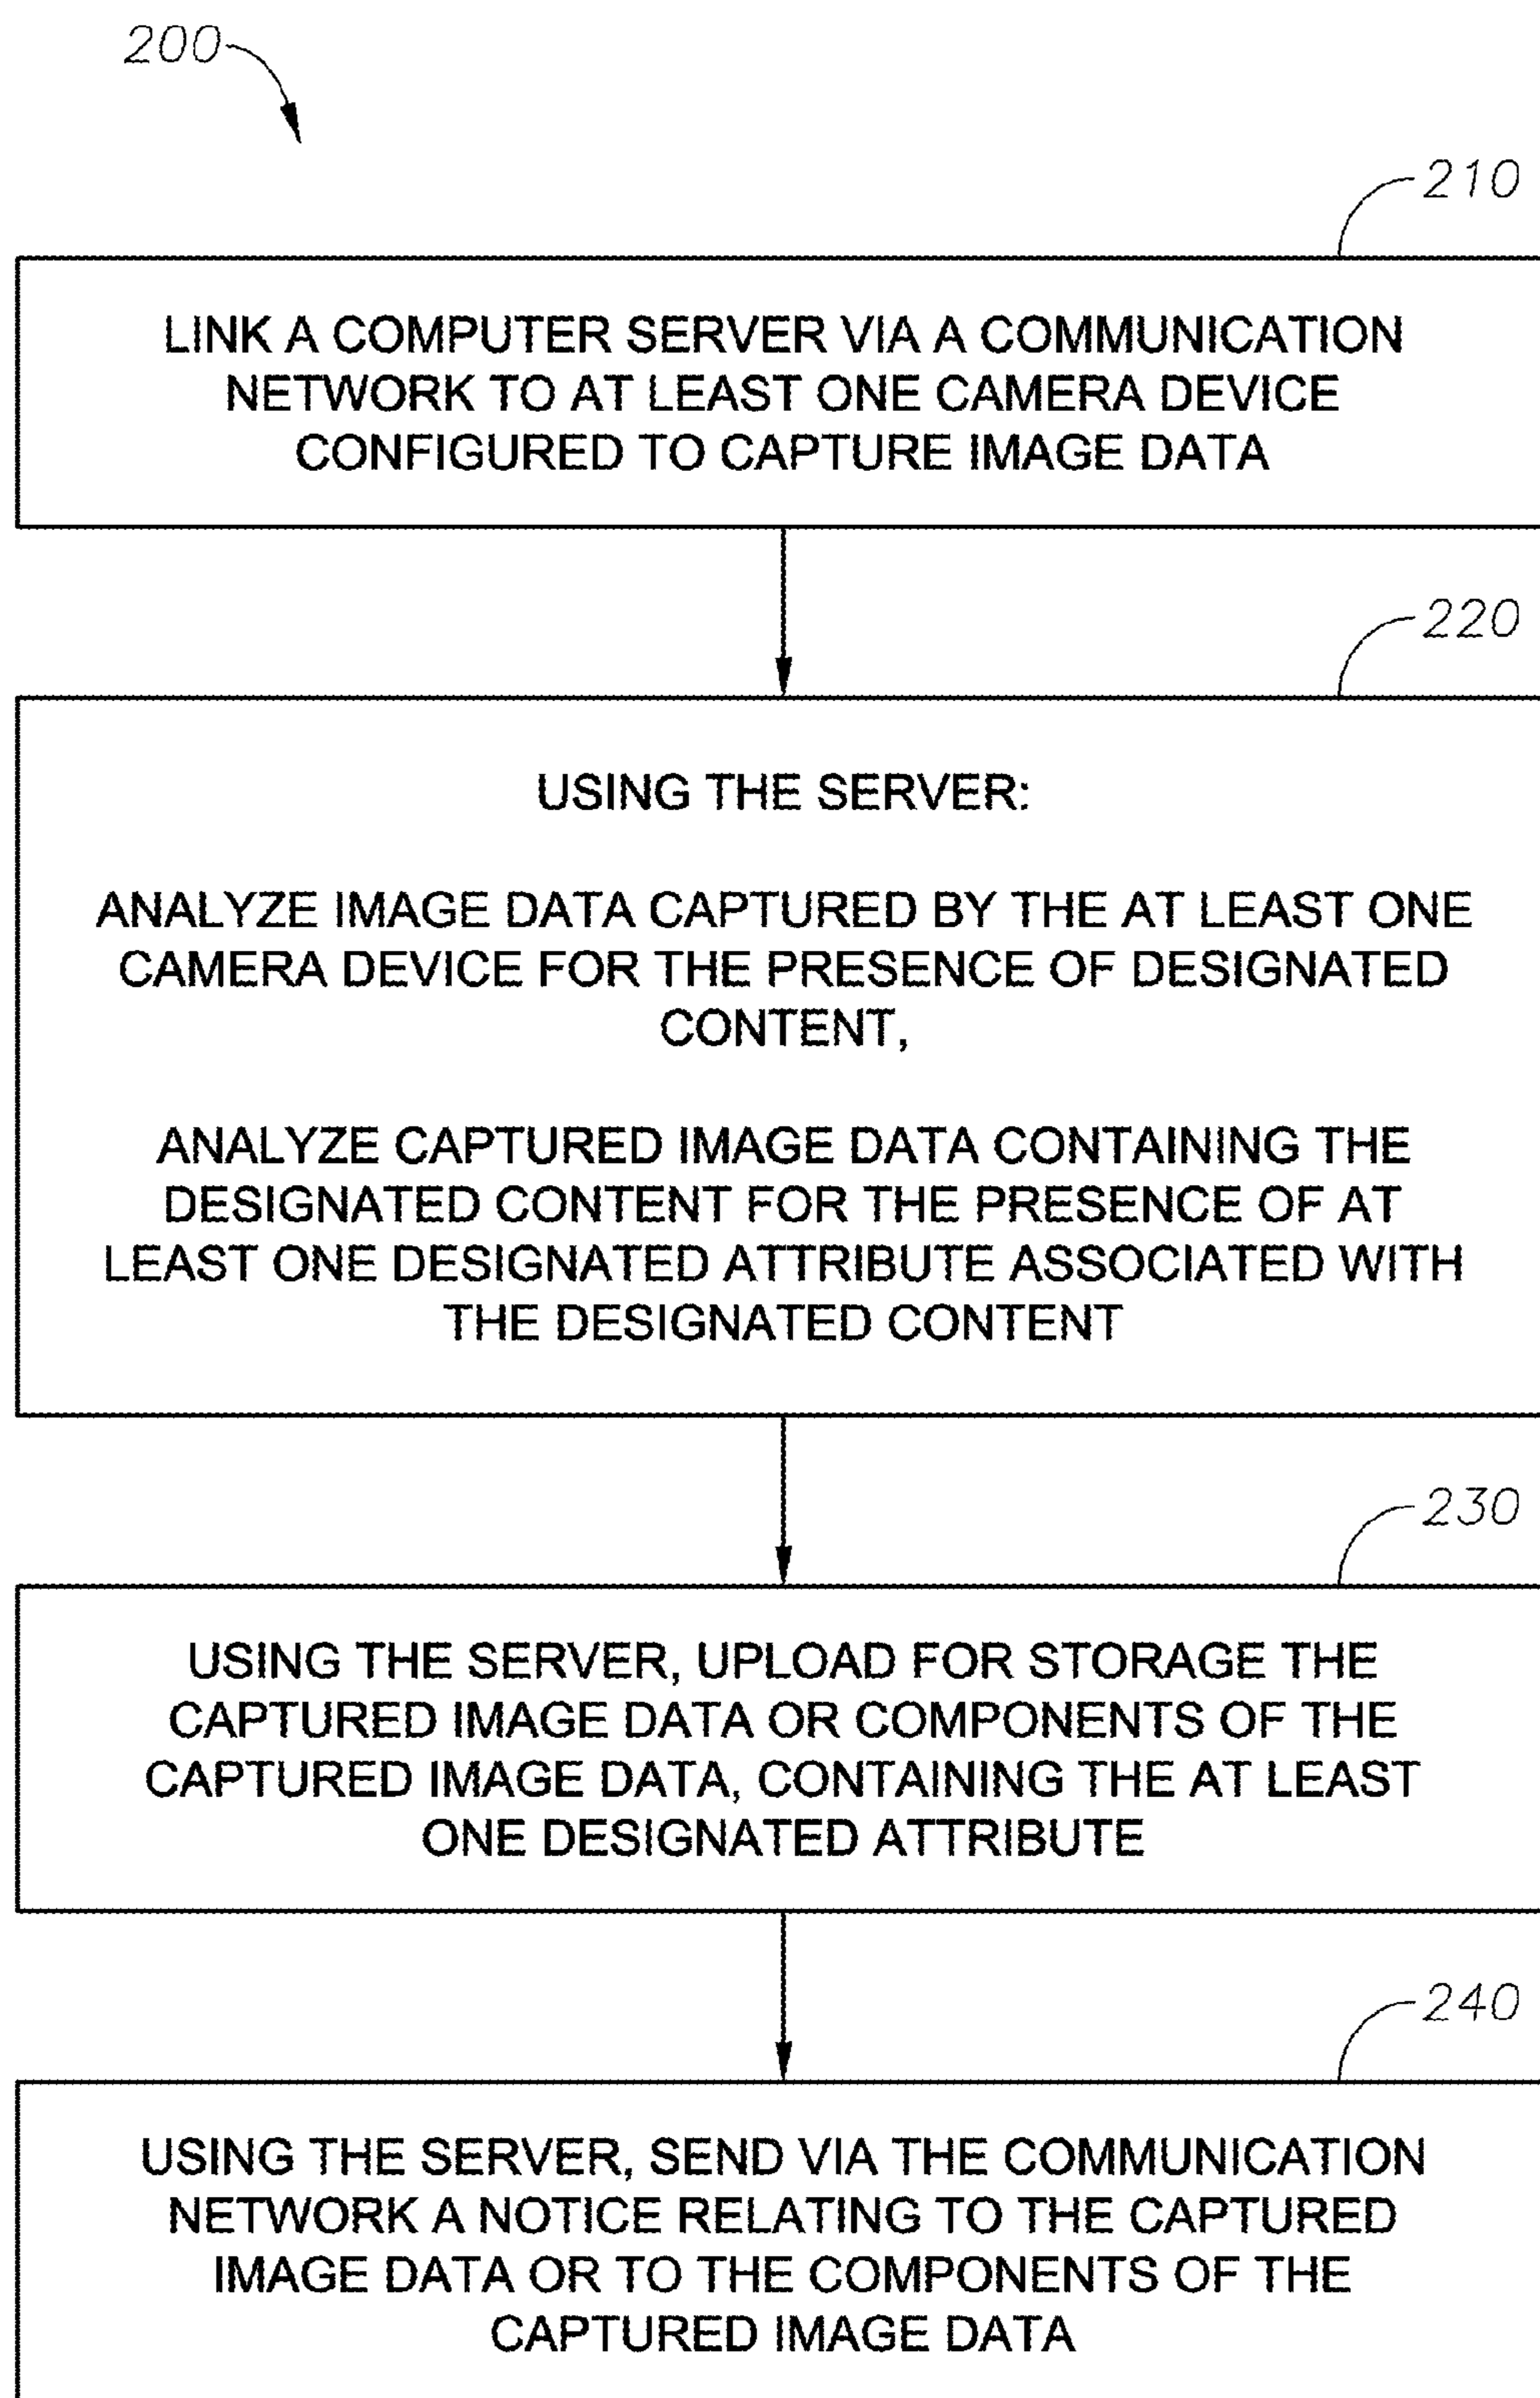 200
210
LINK A COMPUTER SERVER VIA A COMMUNICATION
NETWORK TO AT LEAST ONE CAMERA DEVICE
CONFIGURED TO CAPTURE IMAGE DATA
220
USING THE SERVER:
ANALYZE IMAGE DATA CAPTURED BY THE AT LEAST ONE
CAMERA DEVICE FOR THE PRESENCE OF DESIGNATED
CONTENT,
ANALYZE CAPTURED IMAGE DATA CONTAINING THE
DESIGNATED CONTENT FOR THE PRESENCE OF AT
LEAST ONE DESIGNATED ATTRIBUTE ASSOCIATED WITH
THE DESIGNATED CONTENT
230
USING THE SERVER, UPLOAD FOR STORAGE THE
CAPTURED IMAGE DATA OR COMPONENTS OF THE
CAPTURED IMAGE DATA, CONTAINING THE AT LEAST
ONE DESIGNATED ATTRIBUTE
240
USING THE SERVER, SEND VIA THE COMMUNICATION
NETWORK A NOTICE RELATING TO THE CAPTURED
IMAGE DATA OR TO THE COMPONENTS OF THE
CAPTURED IMAGE DATA